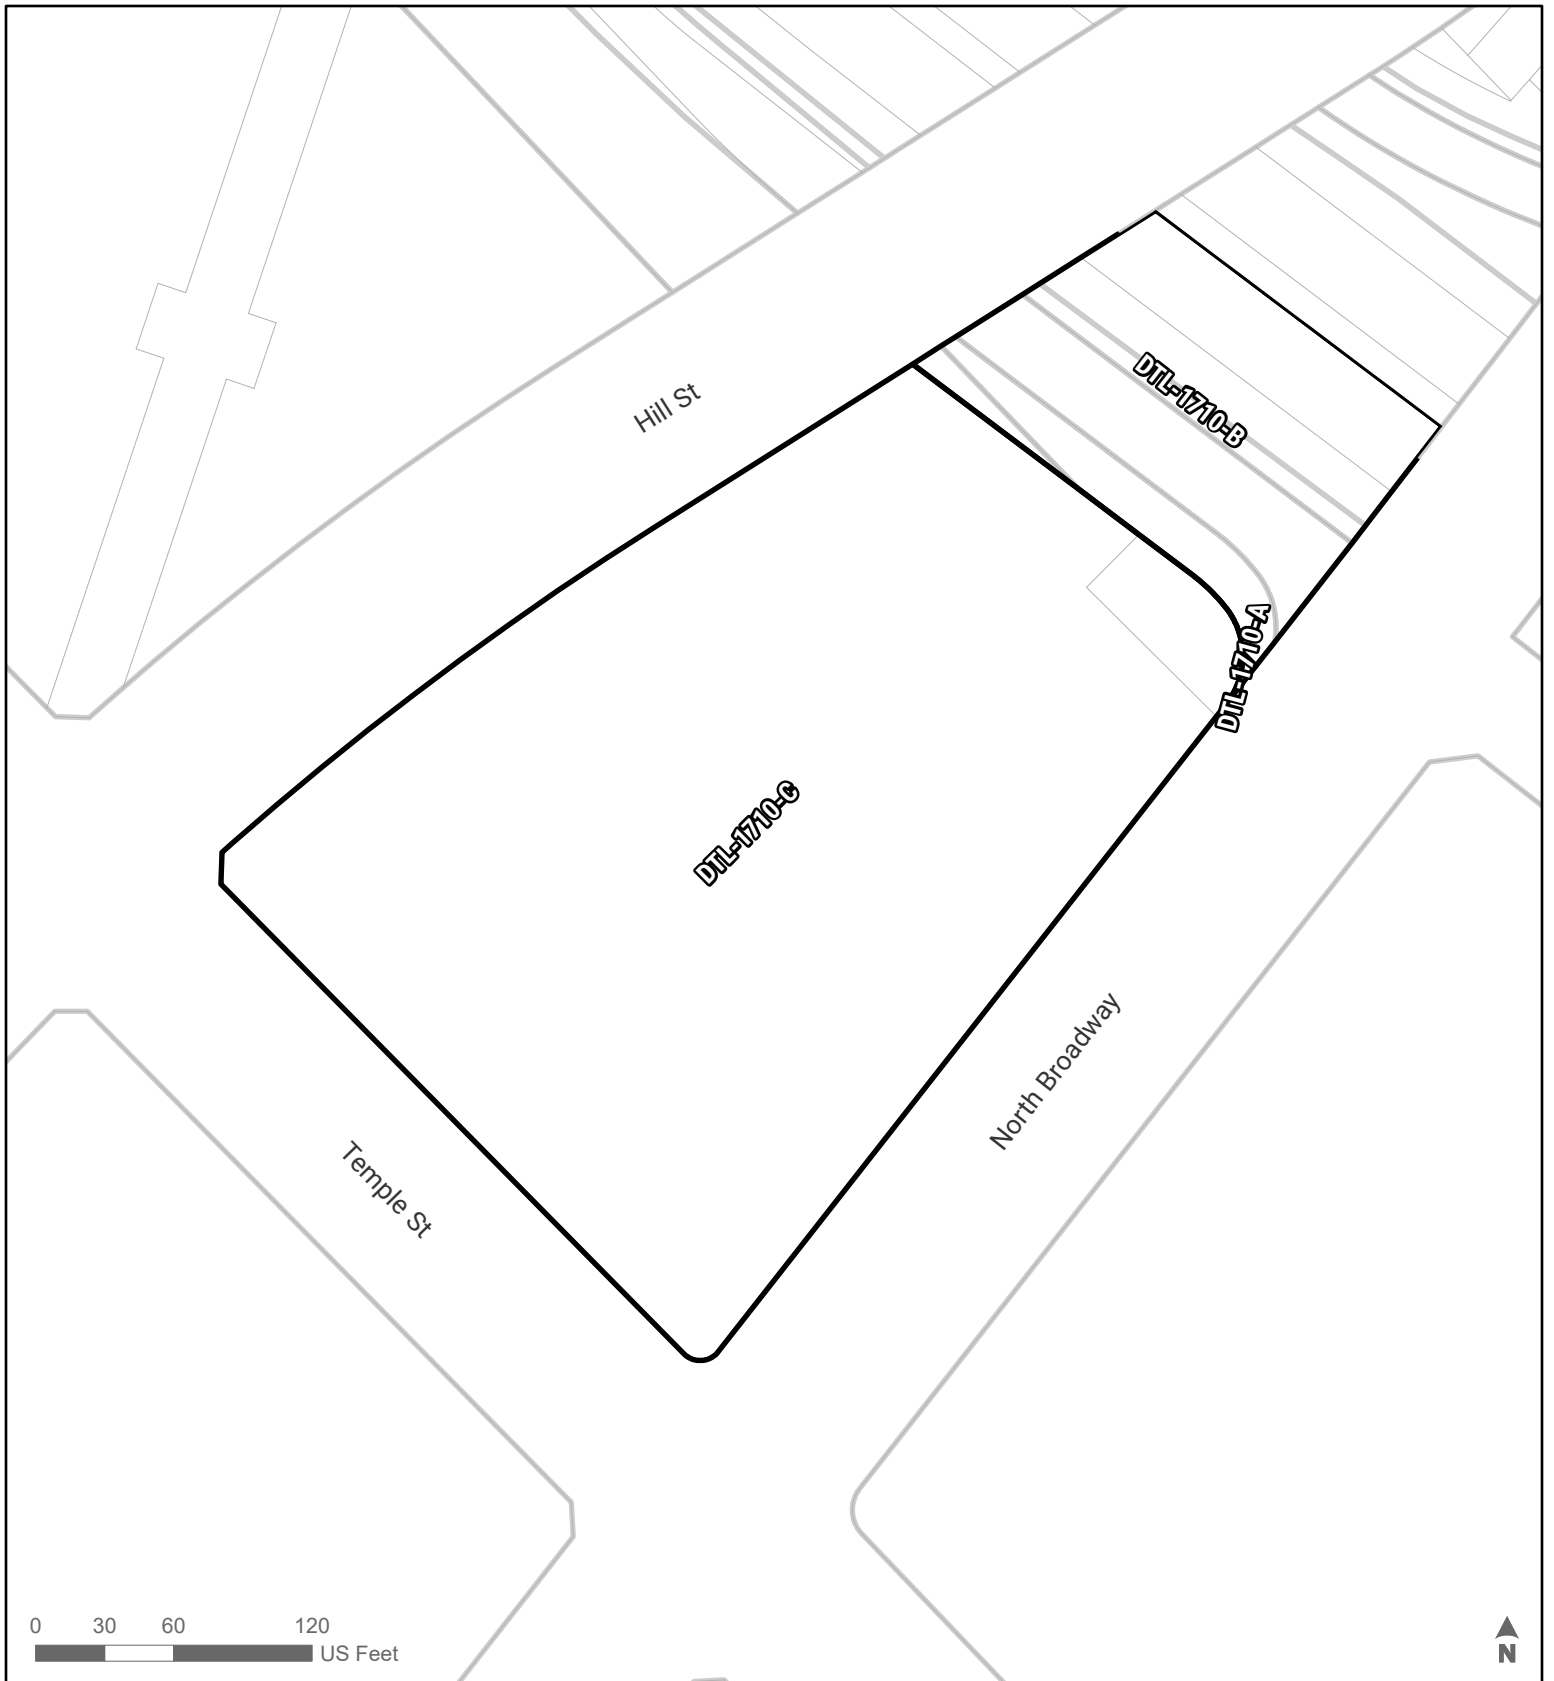 DTL-1710-B
Hill St
DTL-1710-A
DTL-1710-C
North Broadway
Temple St
0 30 60 120
US Feet
N